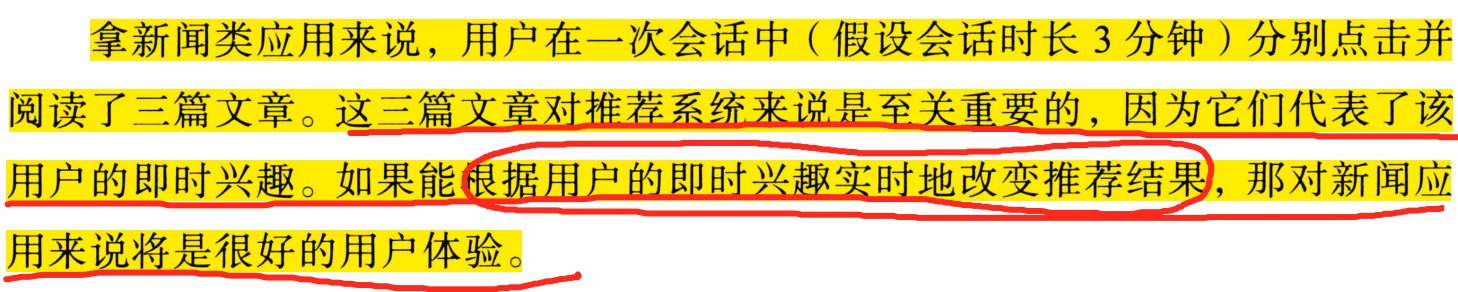 拿新闻类应用来说，用户在一次会话中（假设会话时长 3 分钟）分别点击并
阅读了三篇文章。这三篇文章对推荐系统来说是至关重要的，因为它们代表了该
用户的即时兴趣。如果能根据用户的即时兴趣实时地改变推荐结果，那对新闻应
用来说将是很好的用户体验。